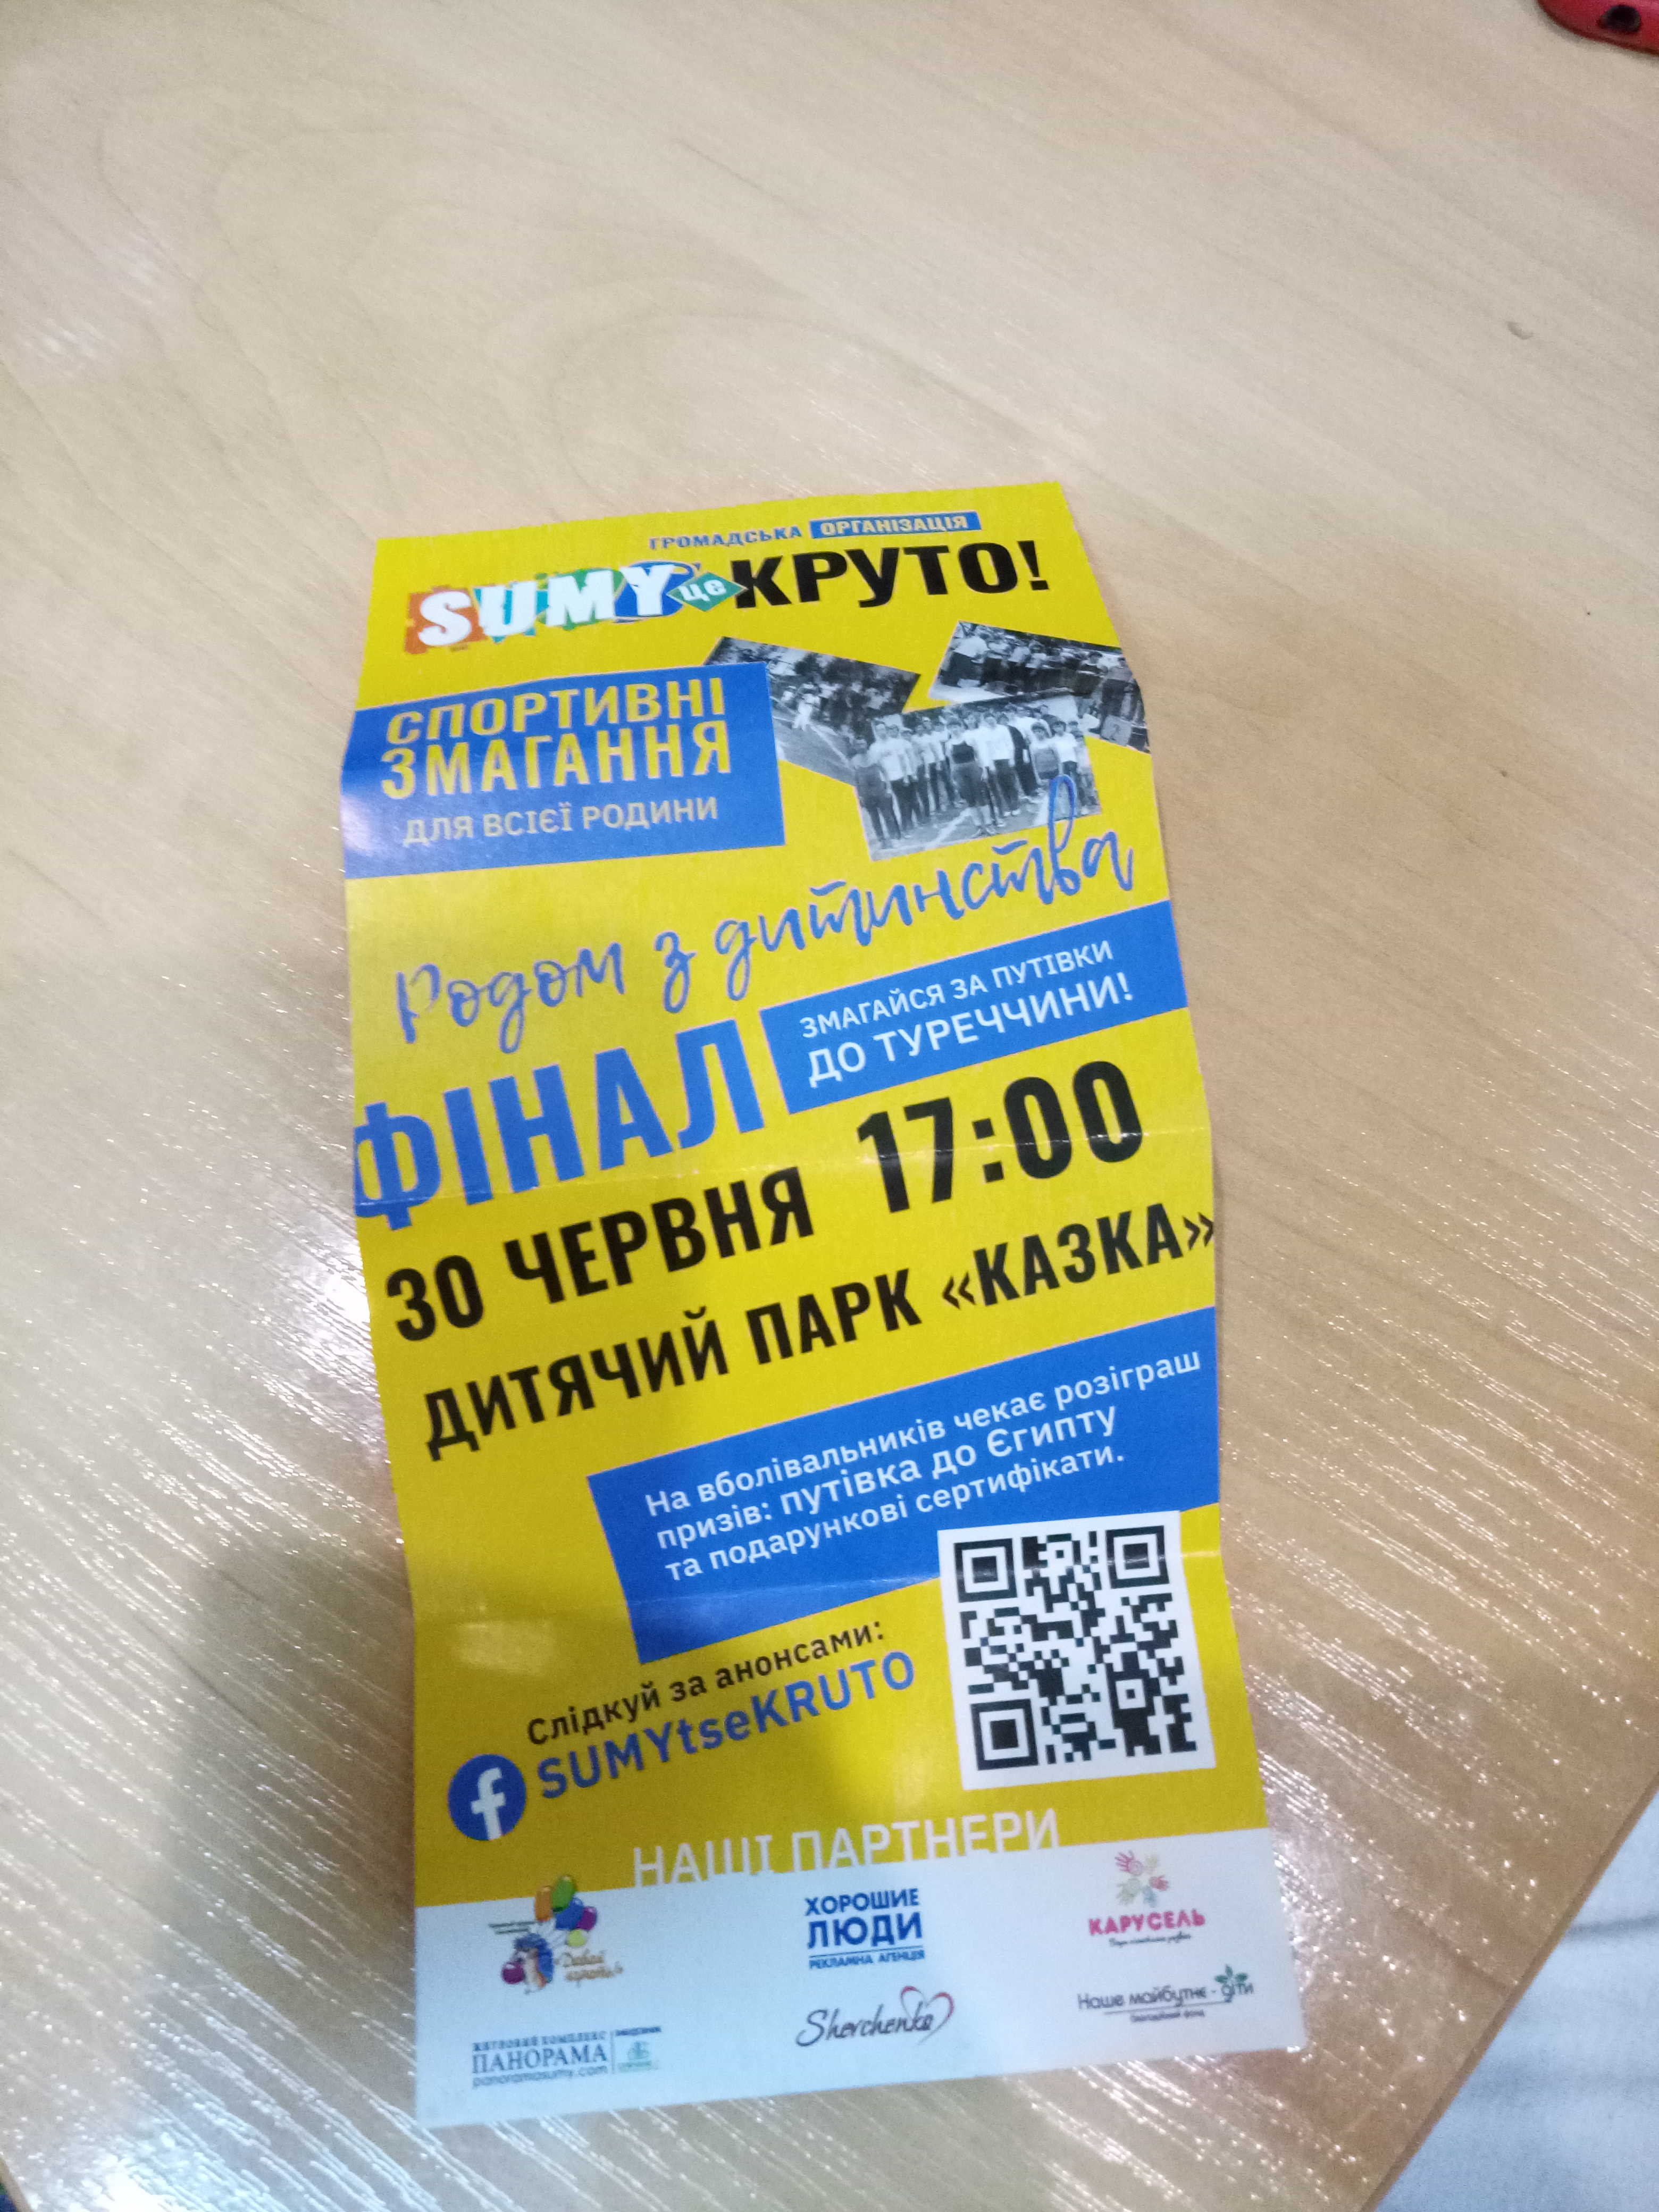 ГРОМАДСЬКА ОРГАНІЗАЦІЯ
SUMY це КРУТО!
СПОРТИВНІ
ЗМАГАННЯ
ДЛЯ ВСІЄЇ РОДИНИ
Родом з дитинства
ФІНАЛ
ЗМАГАЙСЯ ЗА ПУТІВКИ
ДО ТУРЕЧЧИНИ!
30 ЧЕРВНЯ 17:00
ДИТЯЧИЙ ПАРК «КАЗКА»
На вболівальників чекає розіграш
призів: путівка до Єгипту
та подарункові сертифікати.
Слідкуй за анонсами:
f SUMYtseKRUTO
НАШІ ПАРТНЕРИ
ХОРОШИЕ
ЛЮДИ
РЕКЛАМНА АГЕНЦІЯ
КАРУСЕЛЬ
Shevchenko
Наше майбутнє - діти
ЖИТЛОВИЙ КОМПЛЕКС
ПАНОРАМА
panoramasumy.com